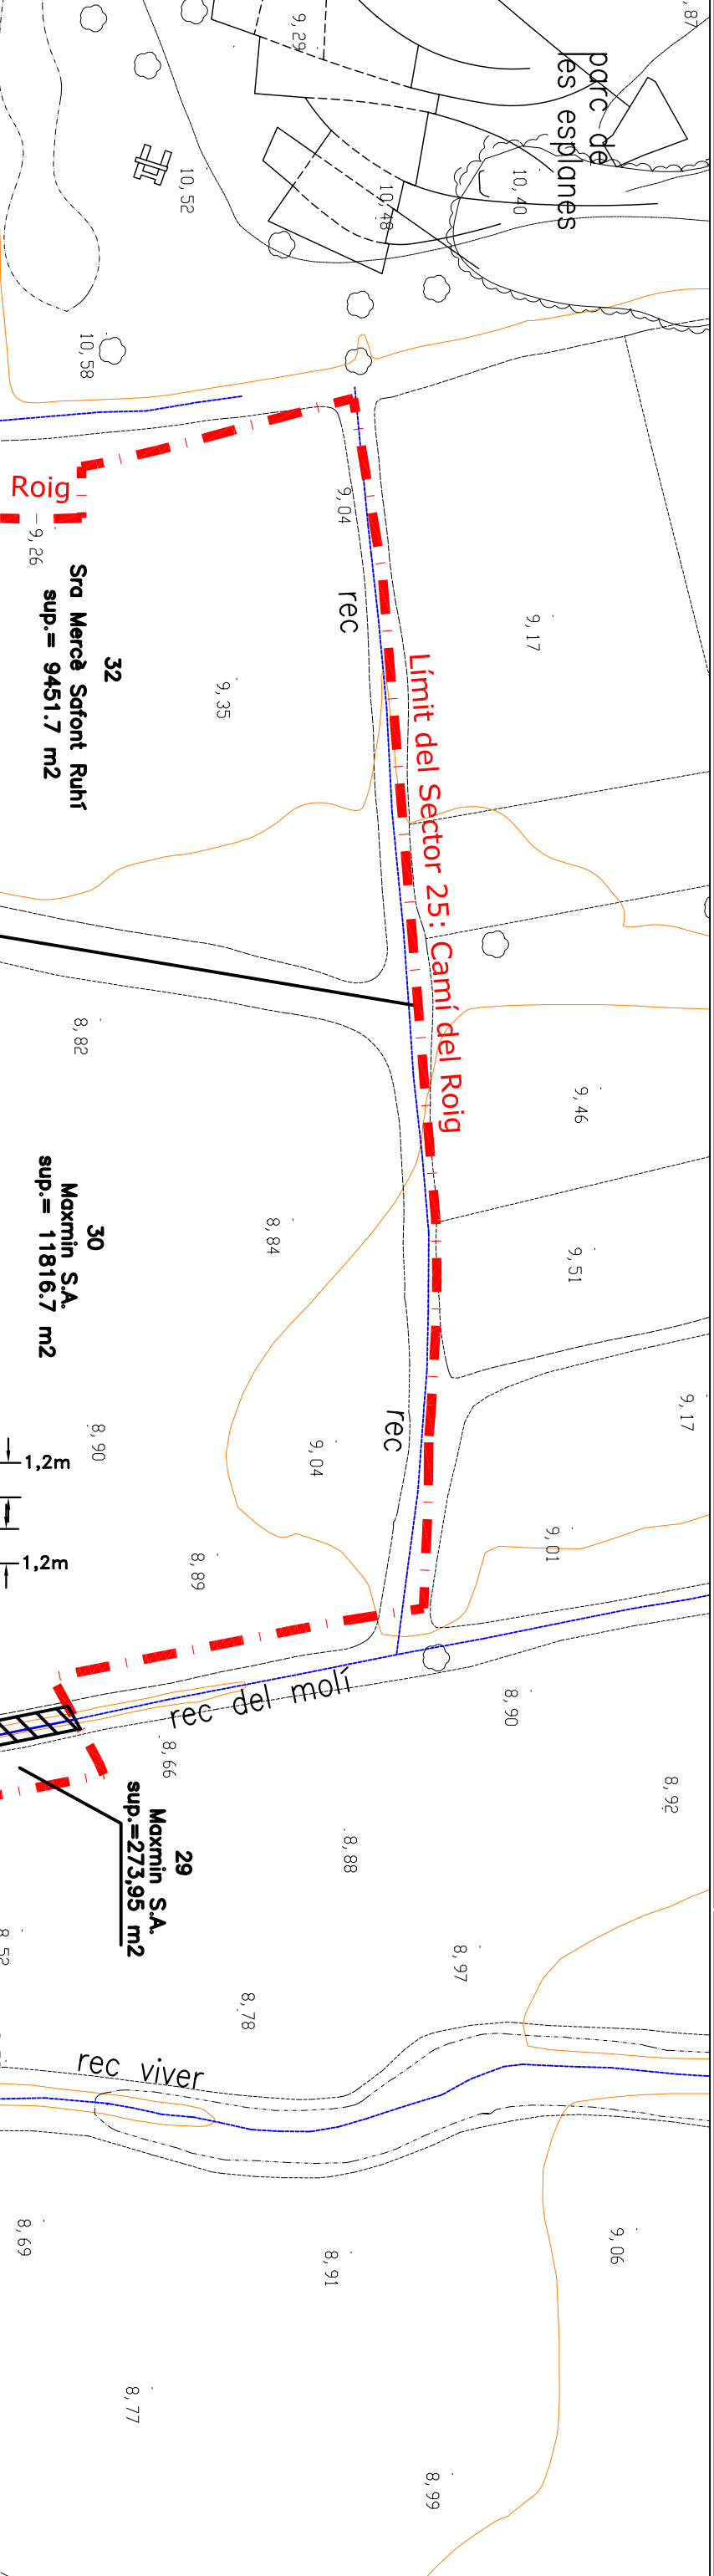 ,87
9,29
parc de
les esplanes
10,52
10,48
10,40
10,58
Roig
9,26
9,04
rec
9,17
32
Sra Mercè Safont Ruhí
sup.= 9451.7 m2
9,35
Límit del Sector 25: Camí del Roig
8,82
9,46
30
Maxmin S.A.
sup.= 11816.7 m2
8,84
9,51
8,90
9,04
rec
9,17
1,2m
1,2m
8,89
9,01
rec del molí
8,90
8,66
8,92
29
Maxmin S.A.
sup.=273,95 m2
8,88
8,52
8,97
8,78
rec viver
8,69
8,91
9,06
8,77
8,99